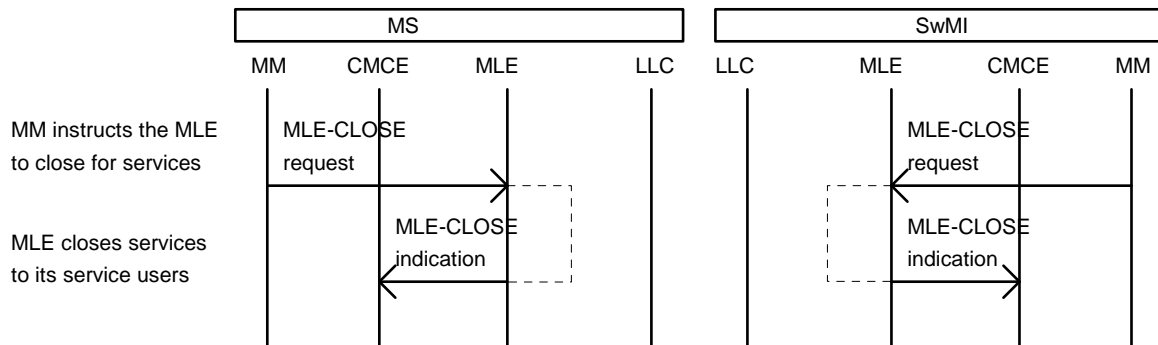 MS SwMI
MM CMCE MLE LLC LLC MLE CMCE MM
MM instructs the MLE MLE-CLOSE MLE-CLOSE
to close for services request request
MLE closes services MLE-CLOSE MLE-CLOSE
to its service users indication indication